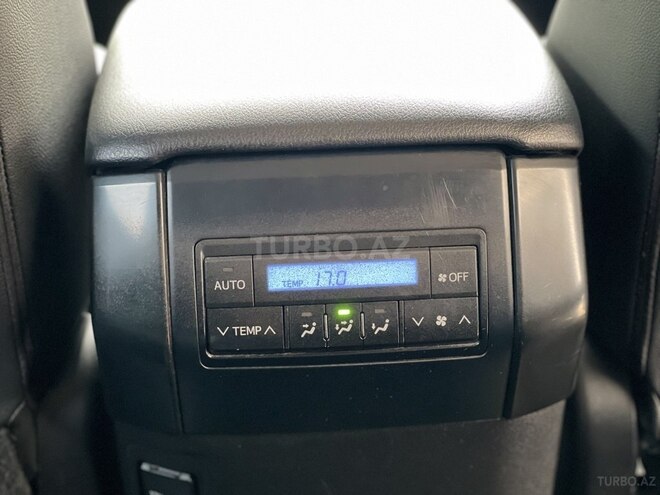 TURBO.AZ
TEMP 17.0
AUTO
OFF
TEMP
TURBO.AZ